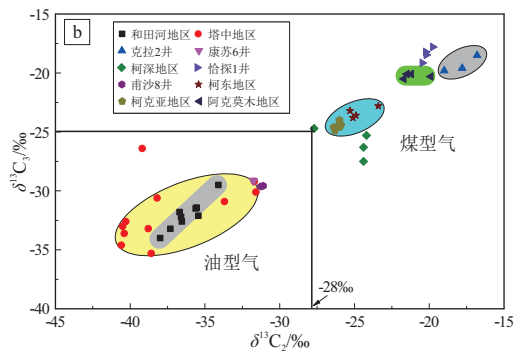 b
和田河地区 塔中地区
克拉2井 康苏6井
柯深地区 恰探1井
甫沙8井 柯东地区
柯克亚地区 阿克莫木地区
煤型气
油型气
-28‰
δ¹³C₃/‰
-15
-20
-25
-30
-35
-40
-45 -40 -35 -30 -25 -20 -15
δ¹³C₂/‰